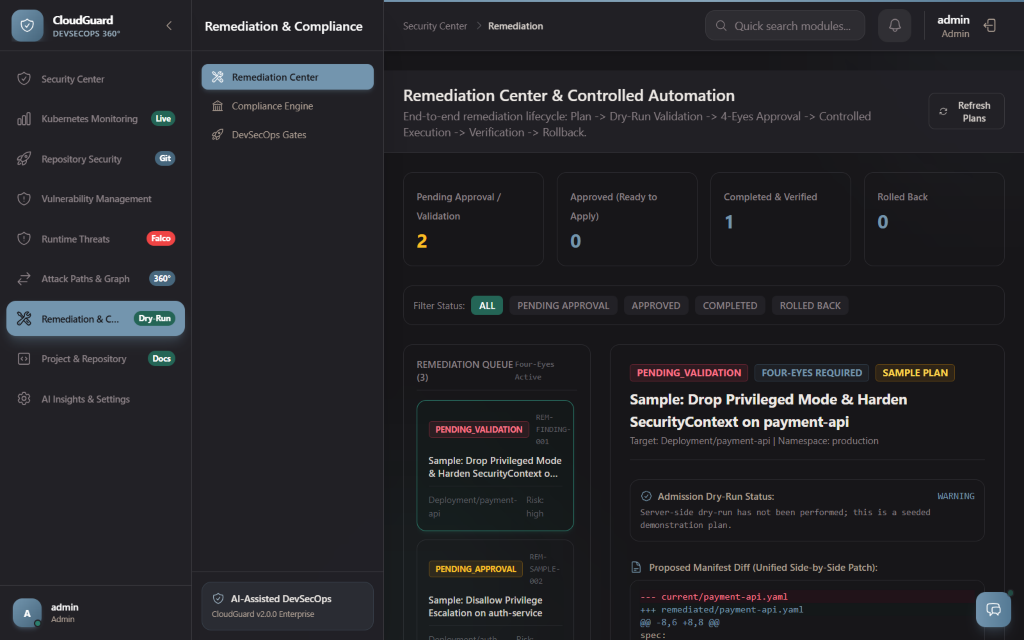 CloudGuard
DEVSECOPS 360°
Security Center
Kubernetes Monitoring Live
Repository Security Git
Vulnerability Management
Runtime Threats Falco
Attack Paths & Graph 360°
Remediation & C... Dry-Run
Project & Repository Docs
AI Insights & Settings
A
admin
Admin
Remediation & Compliance
Remediation Center
Compliance Engine
DevSecOps Gates
AI-Assisted DevSecOps
CloudGuard v2.0.0 Enterprise
Security Center > Remediation
Quick search modules...
admin
Admin
Remediation Center & Controlled Automation
End-to-end remediation lifecycle: Plan -> Dry-Run Validation -> 4-Eyes Approval -> Controlled
Execution -> Verification -> Rollback.
Refresh
Plans
Pending Approval /
Validation
2
Approved (Ready to
Apply)
0
Completed & Verified
1
Rolled Back
0
Filter Status: ALL PENDING APPROVAL APPROVED COMPLETED ROLLED BACK
REMEDIATION QUEUE
(3)
Four-Eyes
Active
PENDING_VALIDATION
REM-
FINDING-
001
Sample: Drop Privileged Mode
& Harden SecurityContext o...
Deployment/payment-
api
Risk:
high
PENDING_APPROVAL
REM-
SAMPLE-
002
Sample: Disallow Privilege
Escalation on auth-service
Deployment/auth- Risk:
PENDING_VALIDATION FOUR-EYES REQUIRED SAMPLE PLAN
Sample: Drop Privileged Mode & Harden
SecurityContext on payment-api
Target: Deployment/payment-api | Namespace: production
Admission Dry-Run Status: WARNING
Server-side dry-run has not been performed; this is a seeded
demonstration plan.
Proposed Manifest Diff (Unified Side-by-Side Patch):
--- current/payment-api.yaml
+++ remediated/payment-api.yaml
@@ -8,6 +8,8 @@
spec: